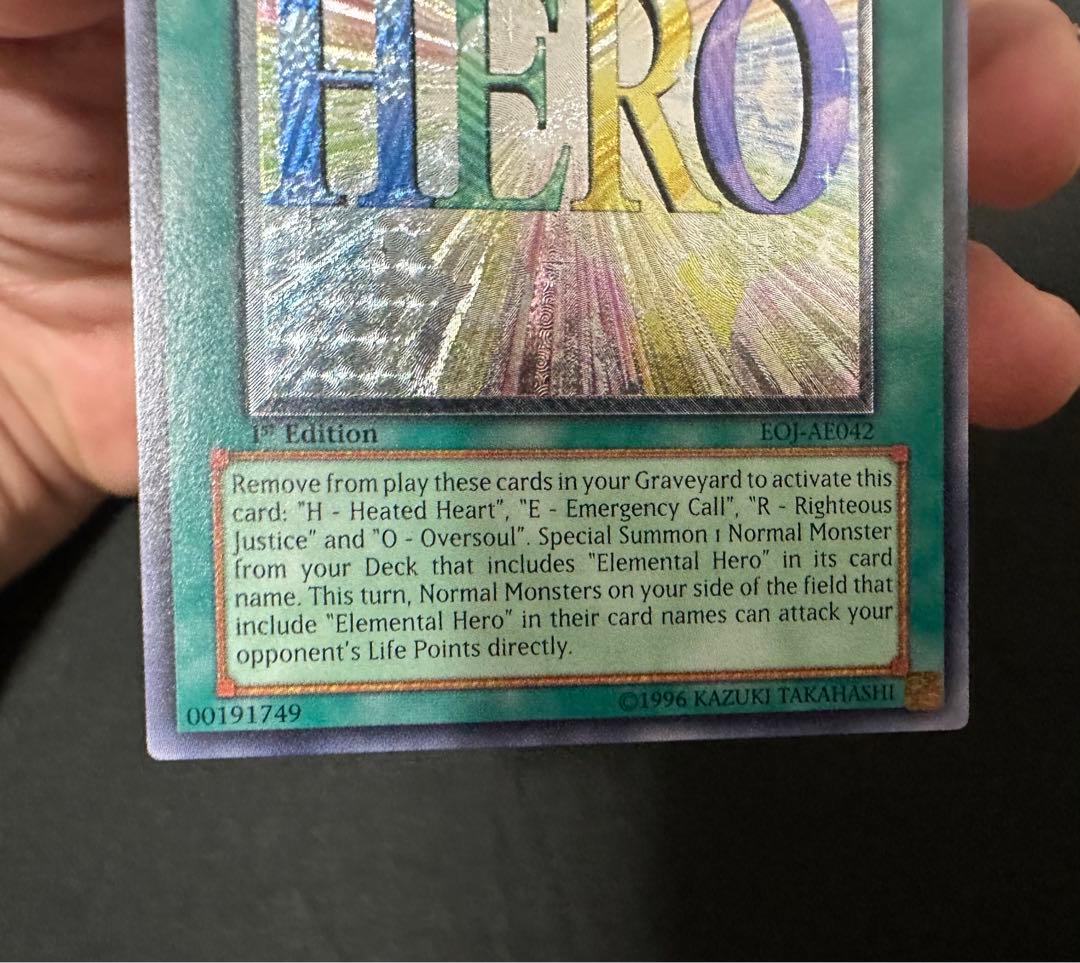 HERO
1st Edition
EOJ-AE042
Remove from play these cards in your Graveyard to activate this
card: "H - Heated Heart", "E - Emergency Call", "R - Righteous
Justice" and "O - Oversoul". Special Summon 1 Normal Monster
from your Deck that includes "Elemental Hero" in its card
name. This turn, Normal Monsters on your side of the field that
include "Elemental Hero" in their card names can attack your
opponent's Life Points directly.
00191749
©1996 KAZUKI TAKAHASHI